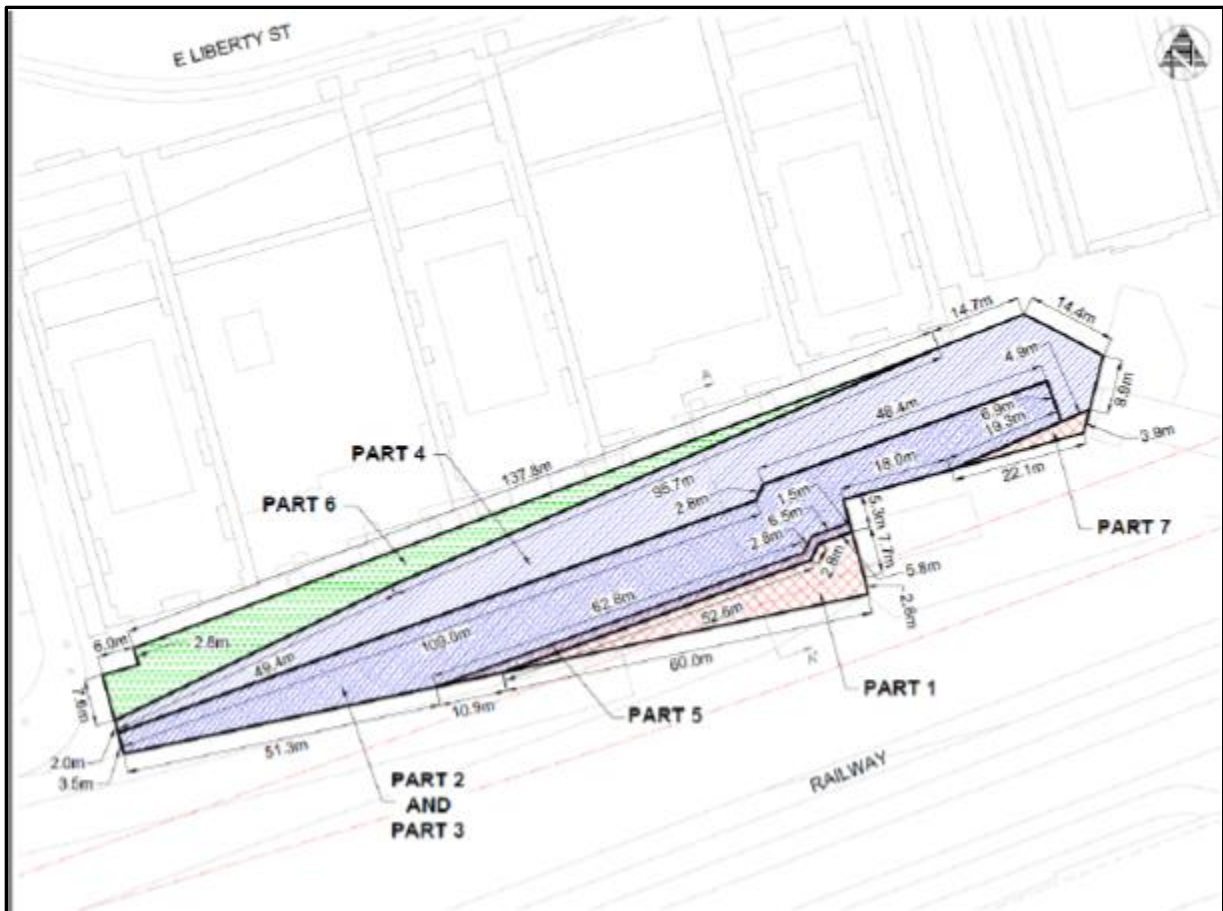 E LIBERTY ST
14.7m
14.4m
4.9m
8.6m
48.4m
6.9m
19.3m
3.9m
PART 4
137.8m
95.7m
18.0m
22.1m
PART 6
2.8m
1.5m
5.3m
PART 7
6.5m
2.8m
7.7m
2.8m
5.8m
62.8m
2.6m
52.6m
6.0m
2.8m
109.0m
49.4m
60.0m
7.6m
PART 1
10.9m
PART 5
51.3m
2.0m
3.5m
PART 2
AND
PART 3
RAILWAY